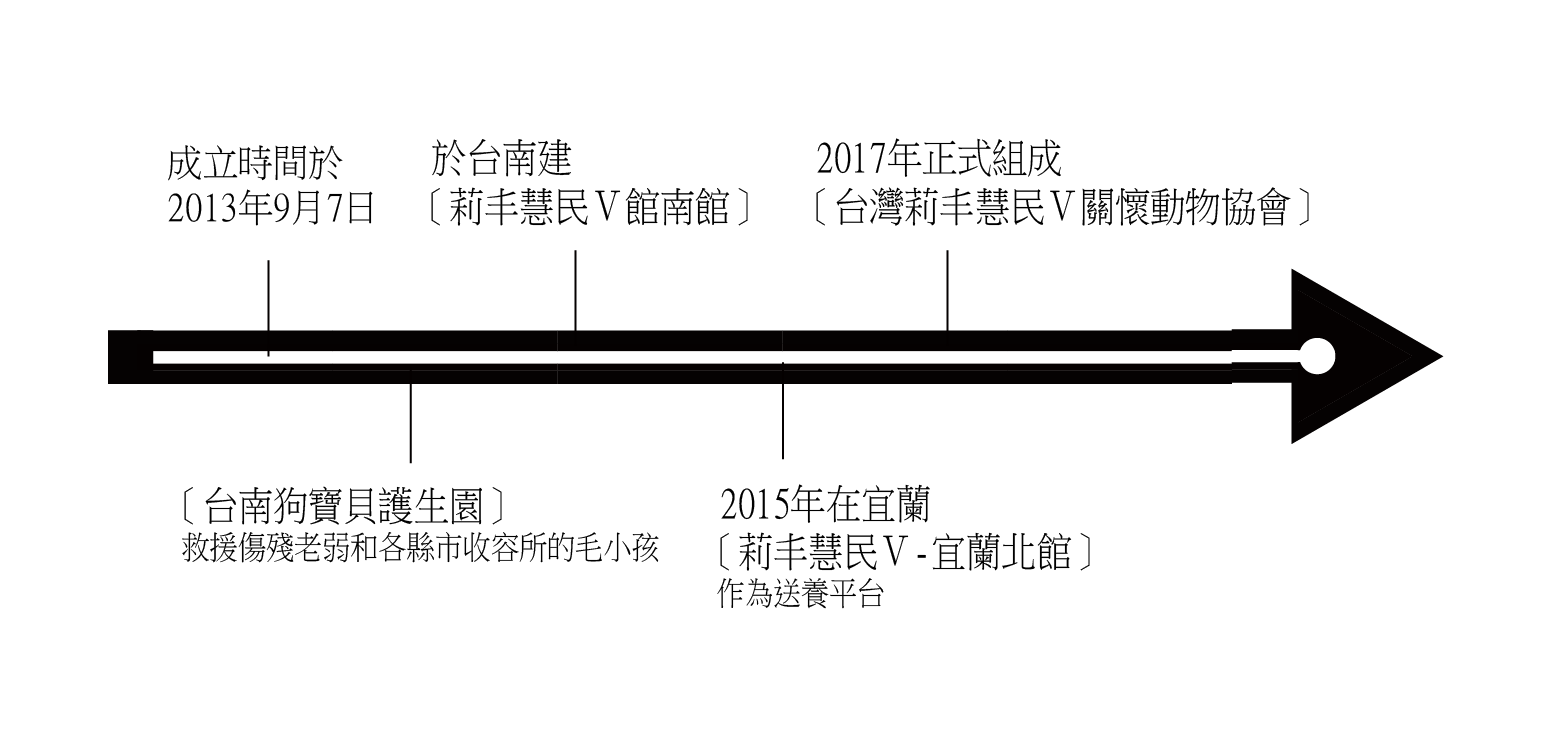 成立時間於
2013年9月7日
於台南建
〔莉丰慧民V館南館〕
2017年正式組成
〔台灣莉丰慧民V關懷動物協會〕
〔台南狗寶貝護生園〕
救援傷殘老弱和各縣市收容所的毛小孩
2015年在宜蘭
〔莉丰慧民V-宜蘭北館〕
作為送養平台